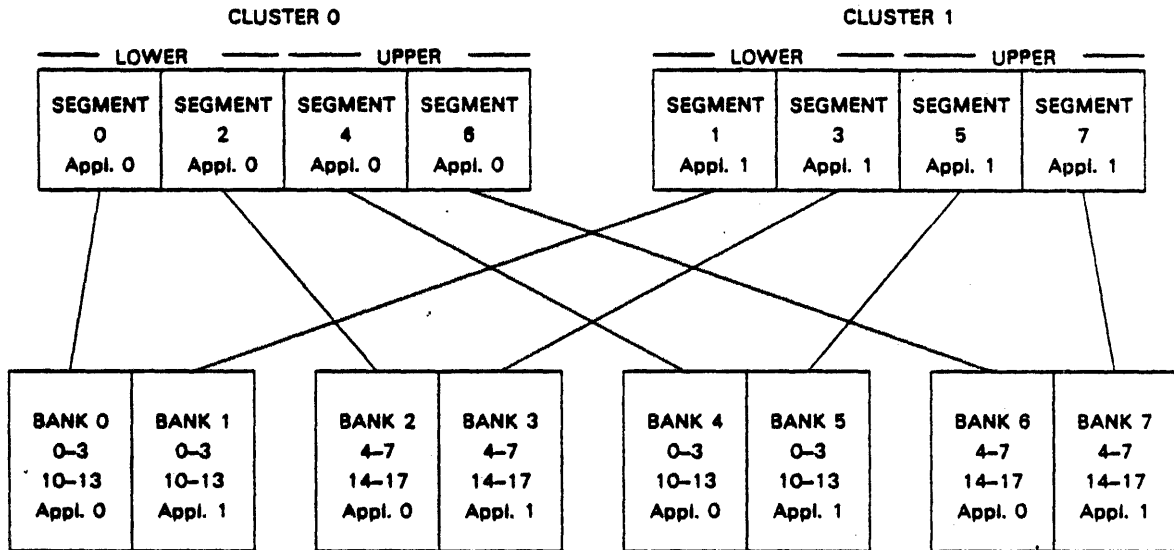 CLUSTER 0 CLUSTER 1
LOWER UPPER LOWER UPPER
SEGMENT SEGMENT SEGMENT SEGMENT SEGMENT SEGMENT SEGMENT SEGMENT
0 2 4 6 1 3 5 7
Appl. 0 Appl. 0 Appl. 0 Appl. 0 Appl. 1 Appl. 1 Appl. 1 Appl. 1
BANK 0 BANK 1 BANK 2 BANK 3 BANK 4 BANK 5 BANK 6 BANK 7
0–3 0–3 4–7 4–7 0–3 0–3 4–7 4–7
10–13 10–13 14–17 14–17 10–13 10–13 14–17 14–17
Appl. 0 Appl. 1 Appl. 0 Appl. 1 Appl. 0 Appl. 1 Appl. 0 Appl. 1